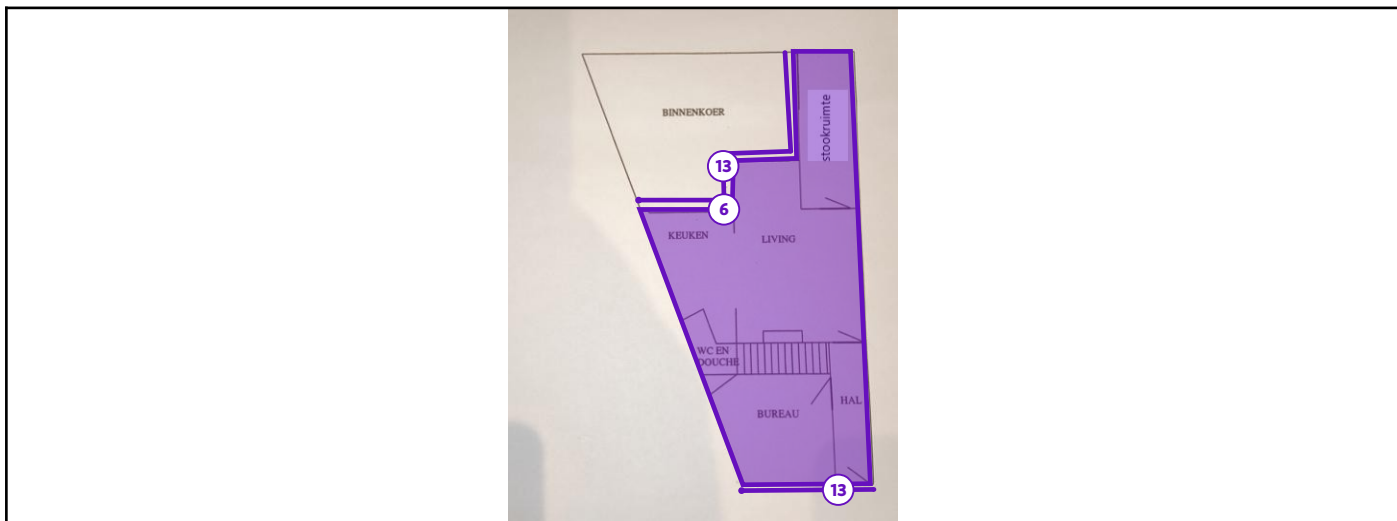 BINNENKOER
stookruimte
13
6
KEUKEN
LIVING
WC EN
DOUCHE
BUREAU
HAL
13